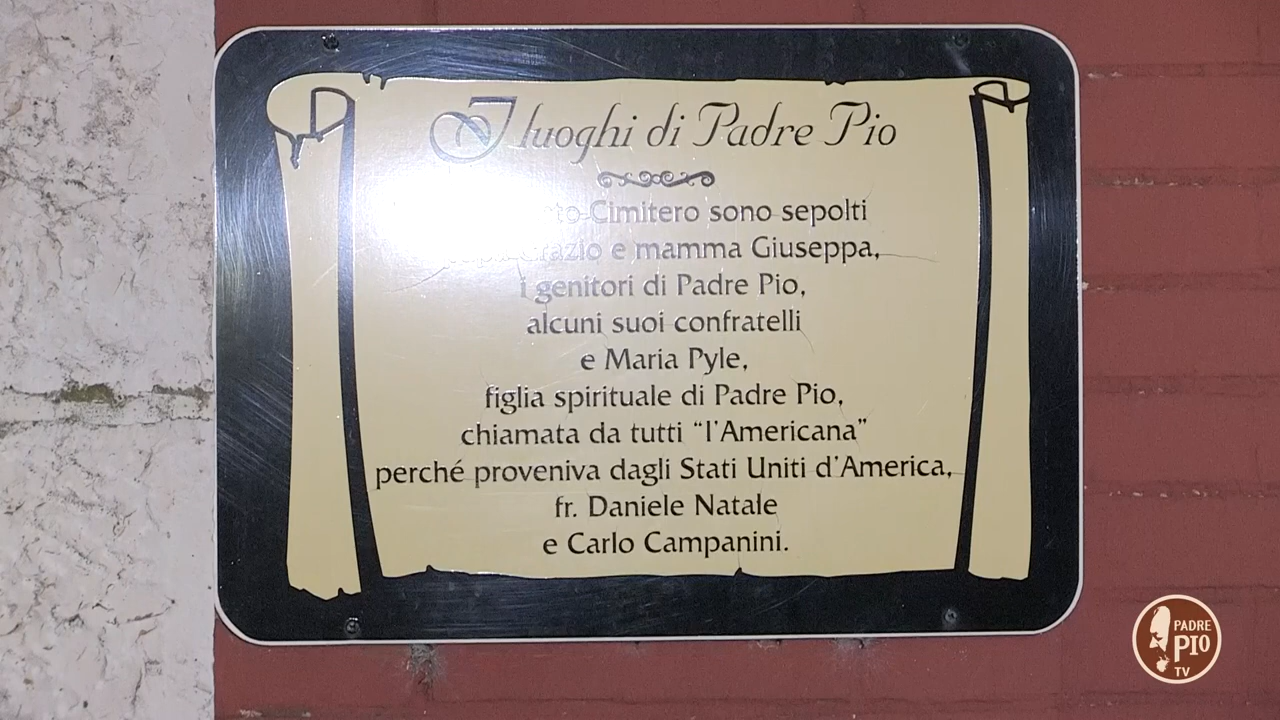 I luoghi di Padre Pio
Cimitero sono sepolti
Grazio e mamma Giuseppa,
i genitori di Padre Pio,
alcuni suoi confratelli
e Maria Pyle,
figlia spirituale di Padre Pio,
chiamata da tutti “l'Americana”
perché proveniva dagli Stati Uniti d'America,
fr. Daniele Natale
e Carlo Campanini.
PADRE
PIO
TV